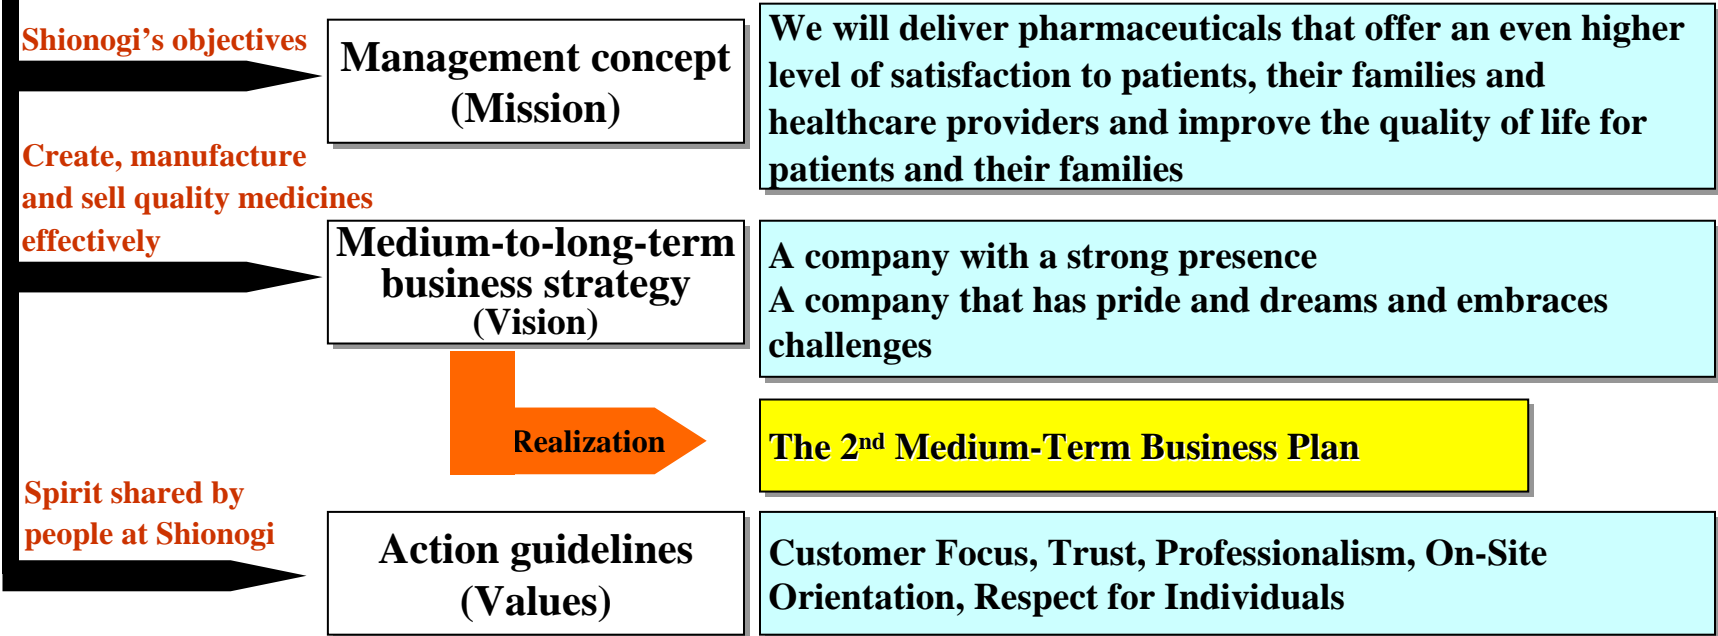 Shionogi’s objectives
Management concept
(Mission)
We will deliver pharmaceuticals that offer an even higher
level of satisfaction to patients, their families and
healthcare providers and improve the quality of life for
patients and their families
Create, manufacture
and sell quality medicines
effectively
Medium-to-long-term
business strategy
(Vision)
A company with a strong presence
A company that has pride and dreams and embraces
challenges
Realization
The 2nd Medium-Term Business Plan
Spirit shared by
people at Shionogi
Action guidelines
(Values)
Customer Focus, Trust, Professionalism, On-Site
Orientation, Respect for Individuals